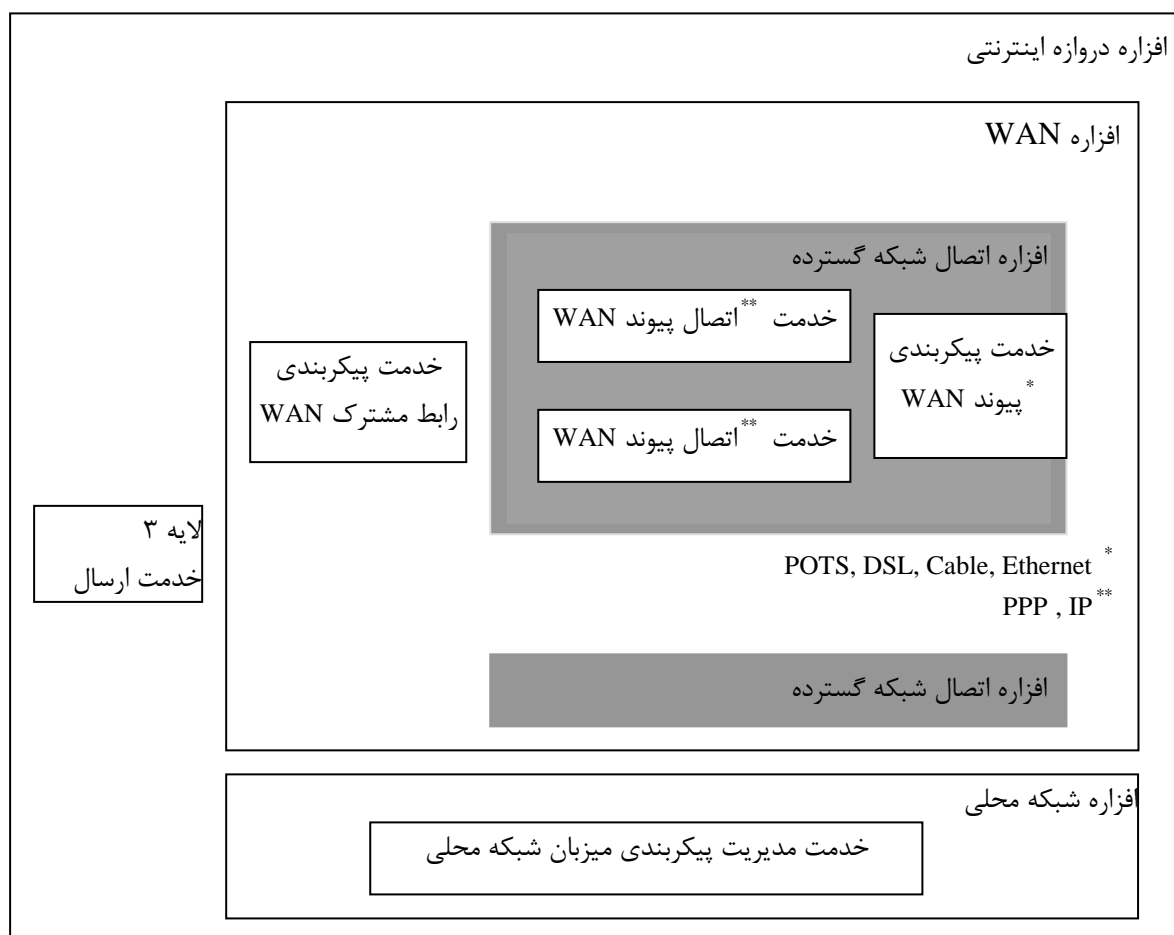 افزاره دروازه اینترنتی
افزاره WAN
افزاره اتصال شبکه گسترده
خدمت **اتصال پیوند WAN
خدمت پیکربندی
*پیوند WAN
خدمت **اتصال پیوند WAN
خدمت پیکربندی
رابط مشترک WAN
لایه ۳
خدمت ارسال
* POTS, DSL, Cable, Ethernet
** PPP , IP
افزاره اتصال شبکه گسترده
افزاره شبکه محلی
خدمت مدیریت پیکربندی میزبان شبکه محلی